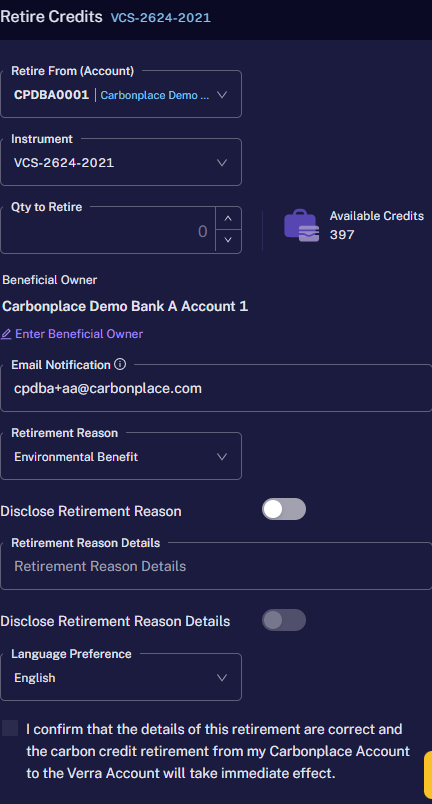 Retire Credits VCS-2624-2021
Retire From (Account)
CPDBA0001 | Carbonplace Demo ...
Instrument
VCS-2624-2021
Qty to Retire
0
Available Credits
397
Beneficial Owner
Carbonplace Demo Bank A Account 1
Enter Beneficial Owner
Email Notification
cpdba+aa@carbonplace.com
Retirement Reason
Environmental Benefit
Disclose Retirement Reason
Retirement Reason Details
Retirement Reason Details
Disclose Retirement Reason Details
Language Preference
English
I confirm that the details of this retirement are correct and
the carbon credit retirement from my Carbonplace Account
to the Verra Account will take immediate effect.